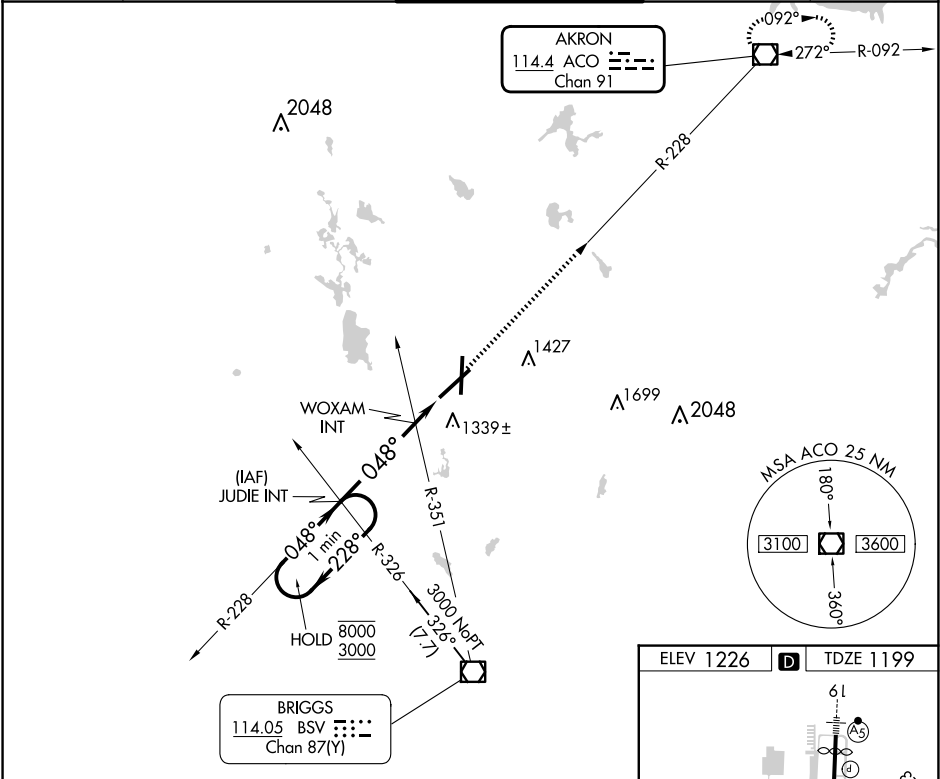 092°
AKRON
114.4 ACO
Chan 91
272°
R-092
2048
R-228
1427
WOXAM
INT
1699
2048
1339±
048°
(IAF)
JUDIE INT
MSA ACO 25 NM
180°
3100
3600
360°
R-351
048°
1 min
228°
R-326
R-228
3000 NoPT
326°
(7.7)
HOLD
8000
3000
BRIGGS
114.05 BSV
Chan 87(Y)
ELEV 1226
D
TDZE 1199
19
A5
P